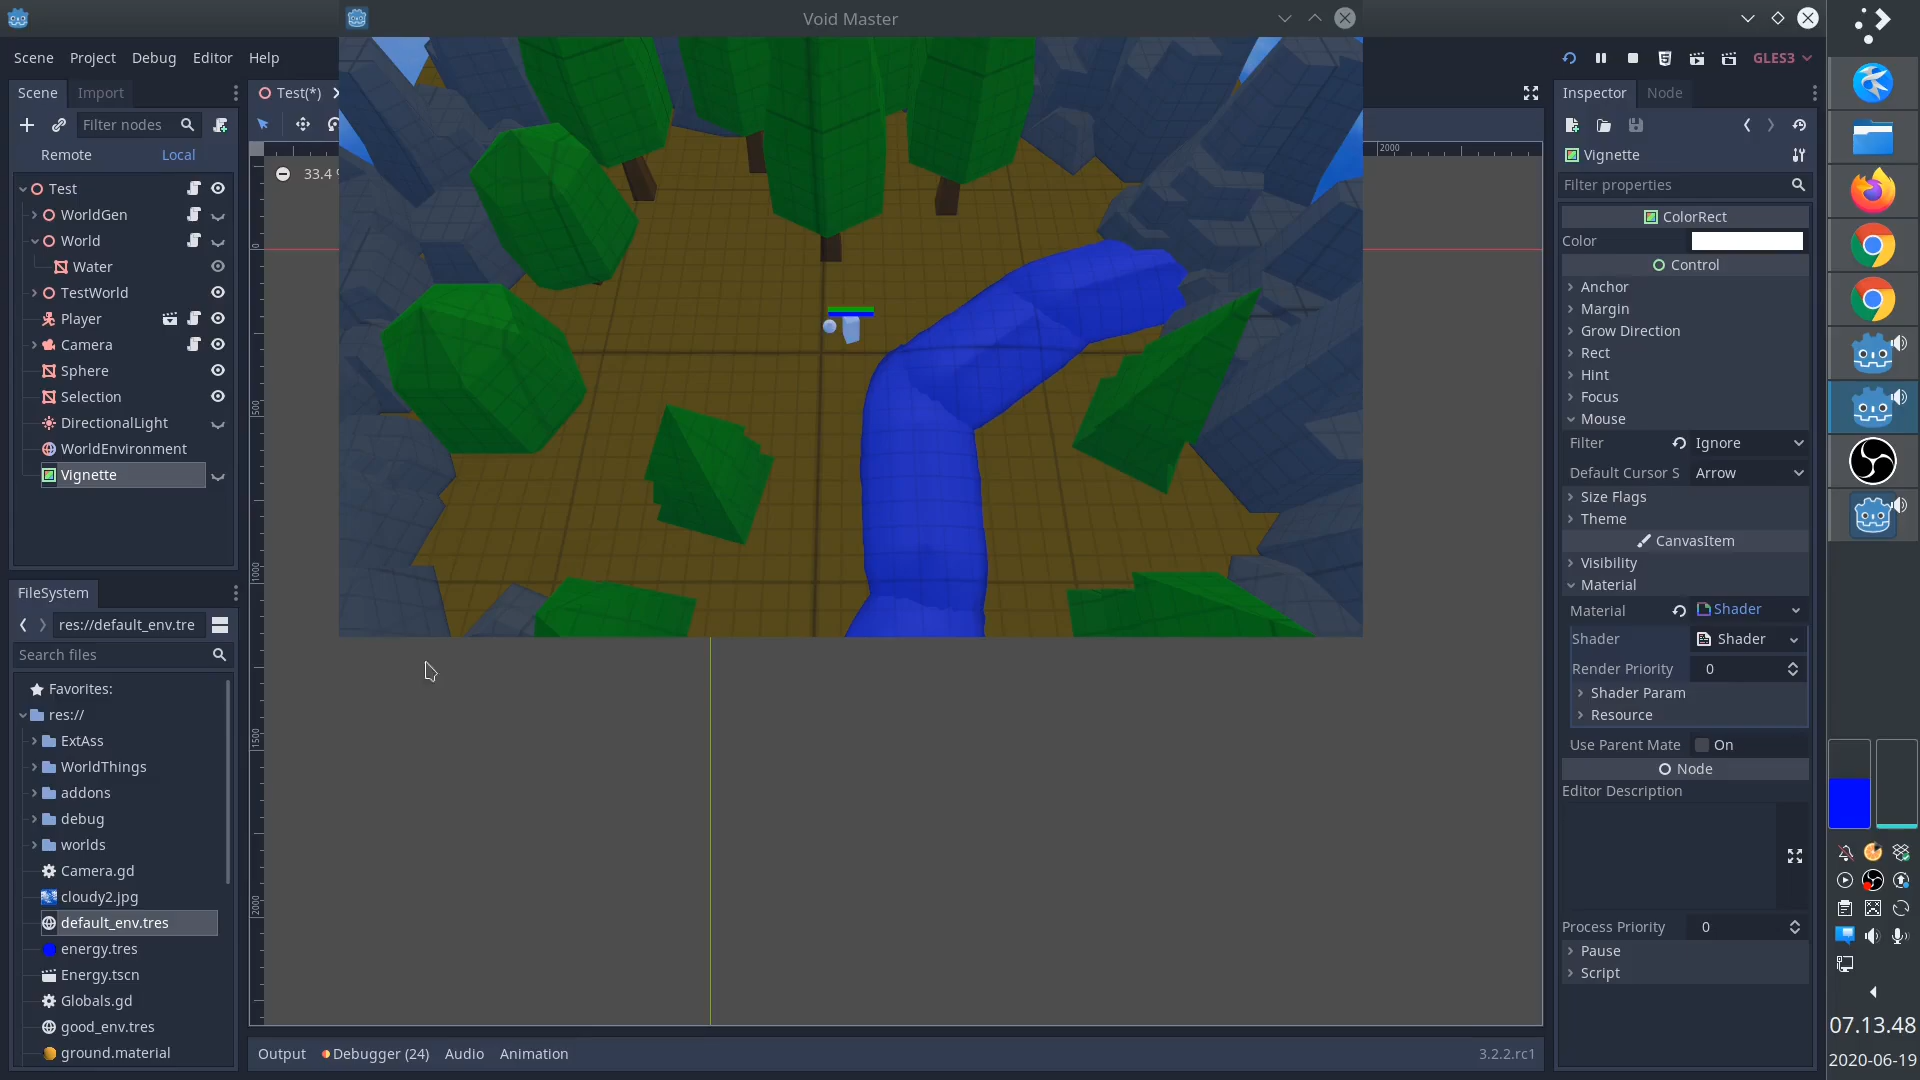 Void Master
Scene Project Debug Editor Help
GLES3
Scene Import
Test(*)
Inspector Node
Filter nodes
Remote Local
33.4
2000
Vignette
Filter properties
Test
WorldGen
World
Water
TestWorld
Player
Camera
Sphere
Selection
DirectionalLight
WorldEnvironment
Vignette
0
500
1000
1500
2000
ColorRect
Color
Control
Anchor
Margin
Grow Direction
Rect
Hint
Focus
Mouse
Filter Ignore
Default Cursor S Arrow
Size Flags
Theme
CanvasItem
Visibility
Material
Material Shader
Shader Shader
Render Priority 0
Shader Param
Resource
Use Parent Mate On
Node
Editor Description
Process Priority 0
Pause
Script
FileSystem
res://default_env.tre
Search files
Favorites:
res://
ExtAss
WorldThings
addons
debug
worlds
Camera.gd
cloudy2.jpg
default_env.tres
energy.tres
Energy.tscn
Globals.gd
good_env.tres
ground.material
Output Debugger (24) Audio Animation
3.2.2.rc1
07.13.48
2020-06-19